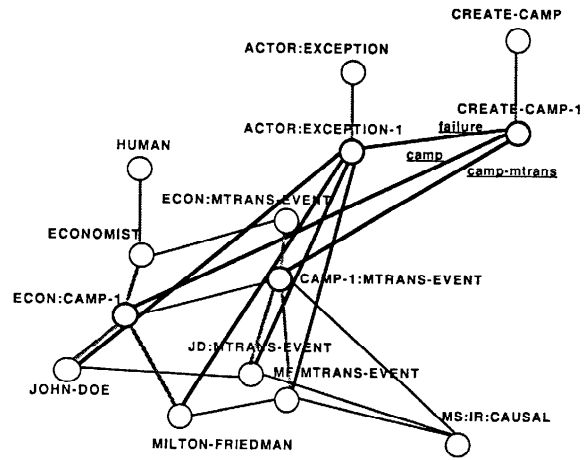 CREATE-CAMP
ACTOR:EXCEPTION
CREATE-CAMP-1
ACTOR:EXCEPTION-1
failure
HUMAN
camp
camp-mtrans
ECON:MTRANS-EVENT
ECONOMIST
CAMP-1:MTRANS-EVENT
ECON:CAMP-1
JD:MTRANS-EVENT
MF:MTRANS-EVENT
JOHN-DOE
MS:IR:CAUSAL
MILTON-FRIEDMAN